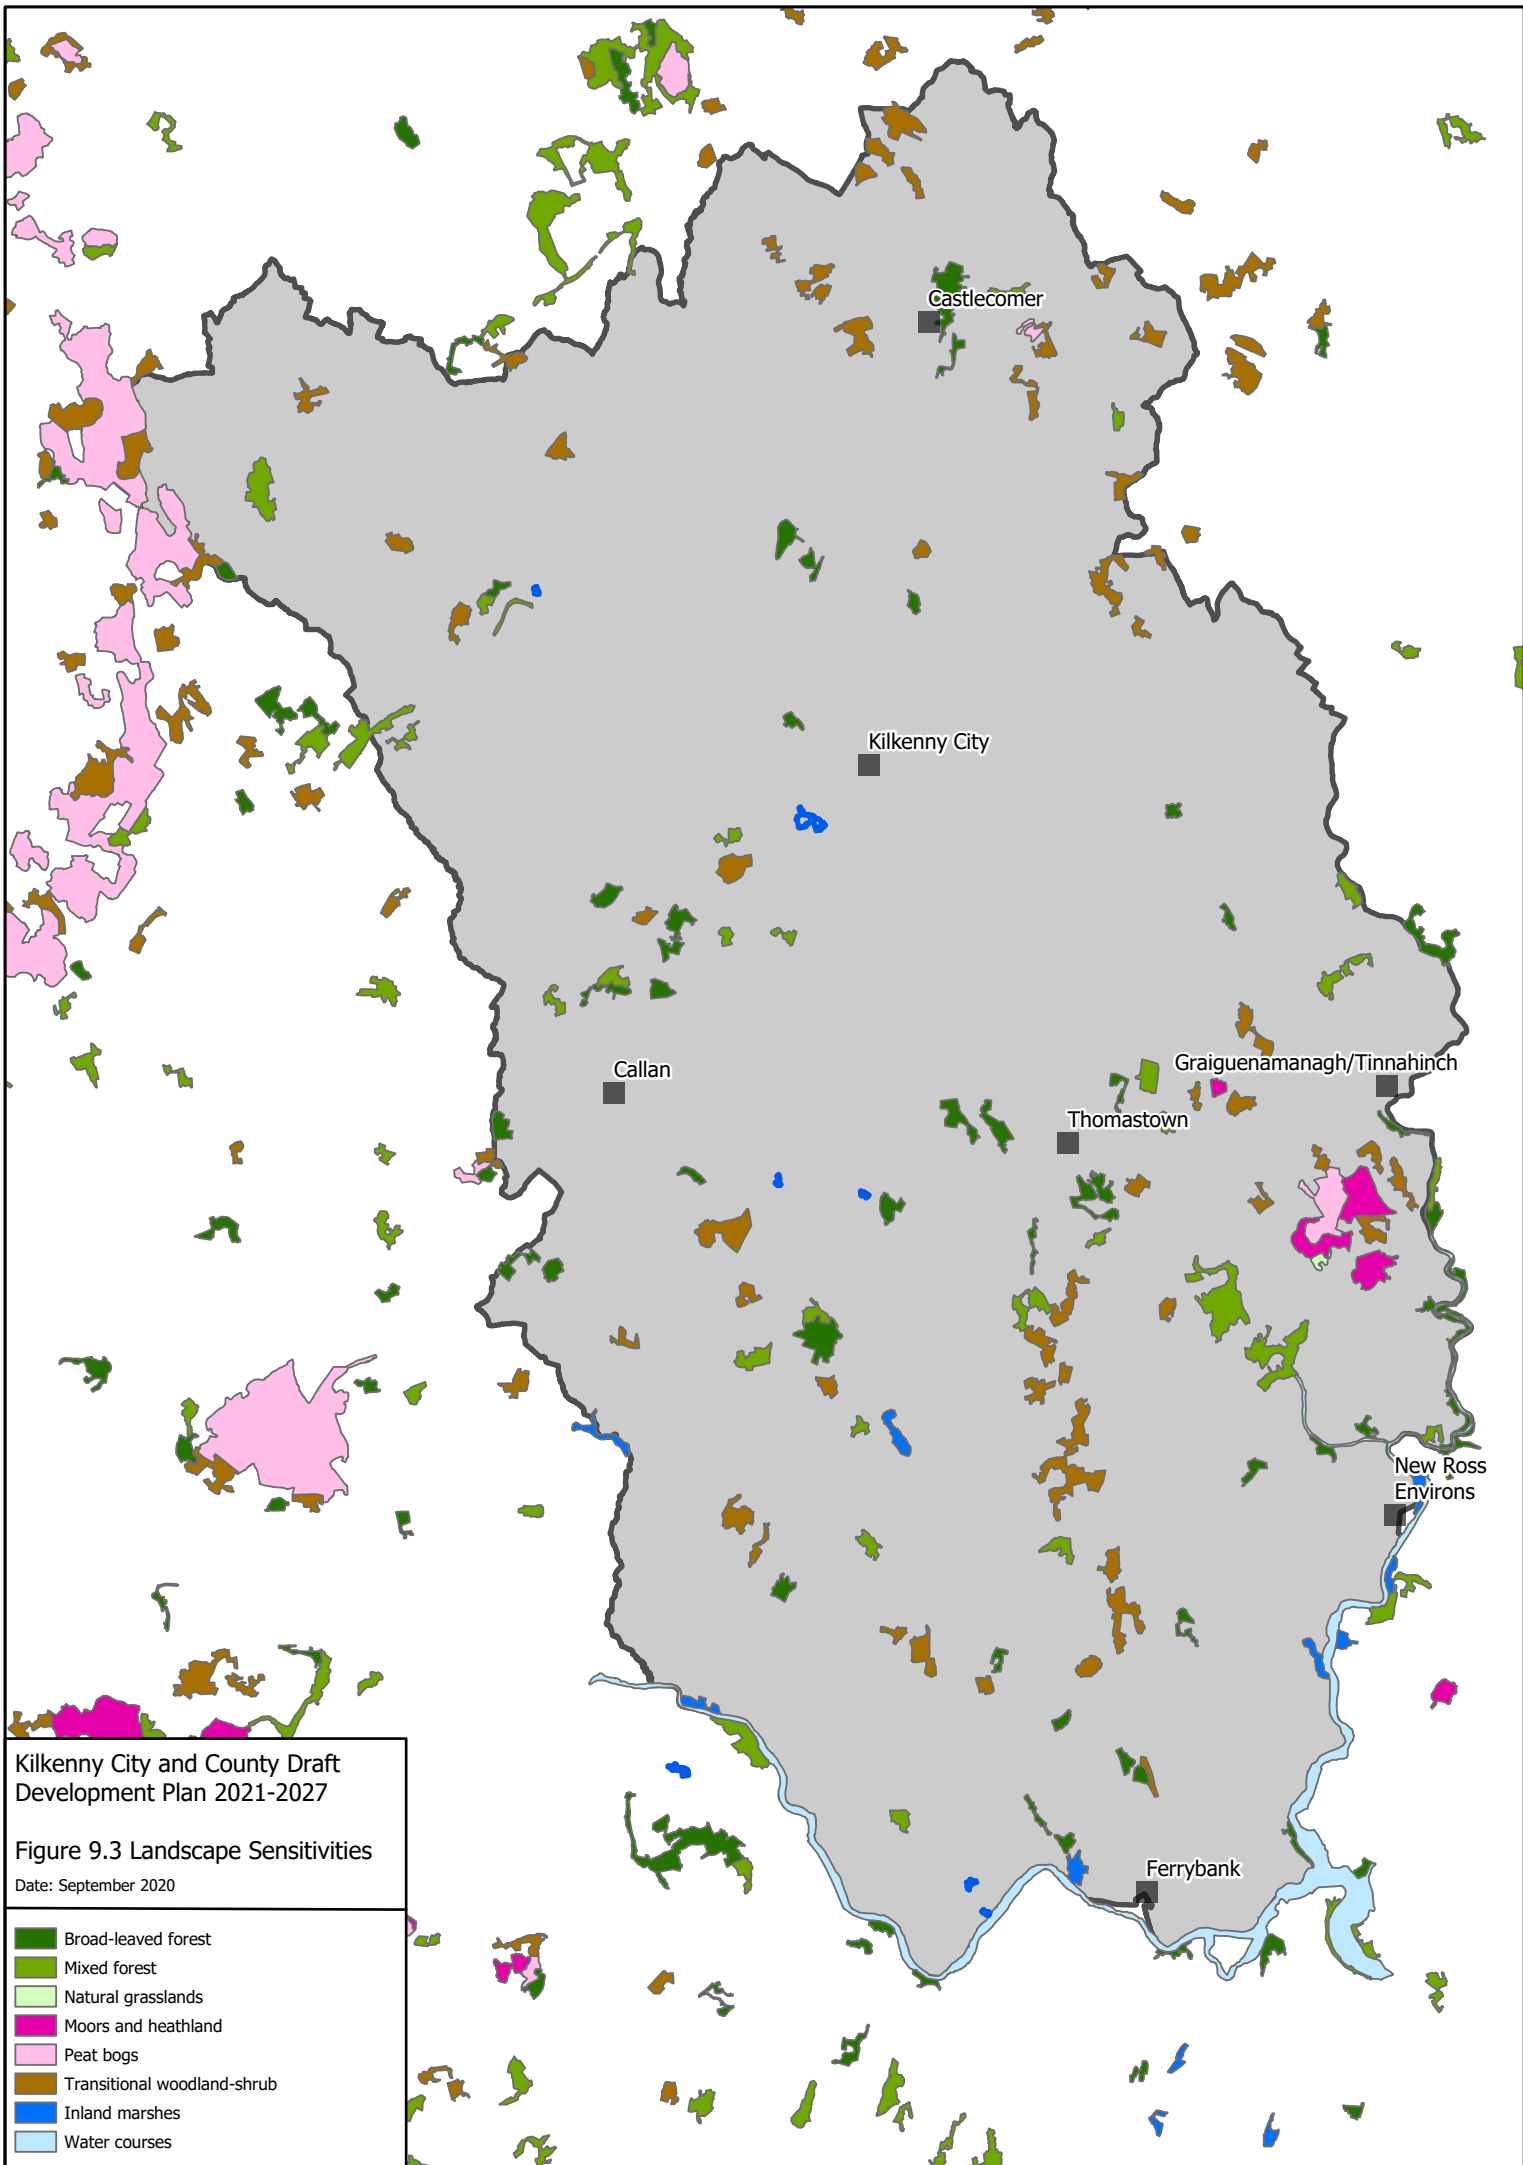 Castlecomer
Kilkenny City
Callan
Graiguenamanagh/Tinnahinch
Thomastown
New Ross
Environs
Ferrybank
Kilkenny City and County Draft
Development Plan 2021-2027
Figure 9.3 Landscape Sensitivities
Date: September 2020
Broad-leaved forest
Mixed forest
Natural grasslands
Moors and heathland
Peat bogs
Transitional woodland-shrub
Inland marshes
Water courses